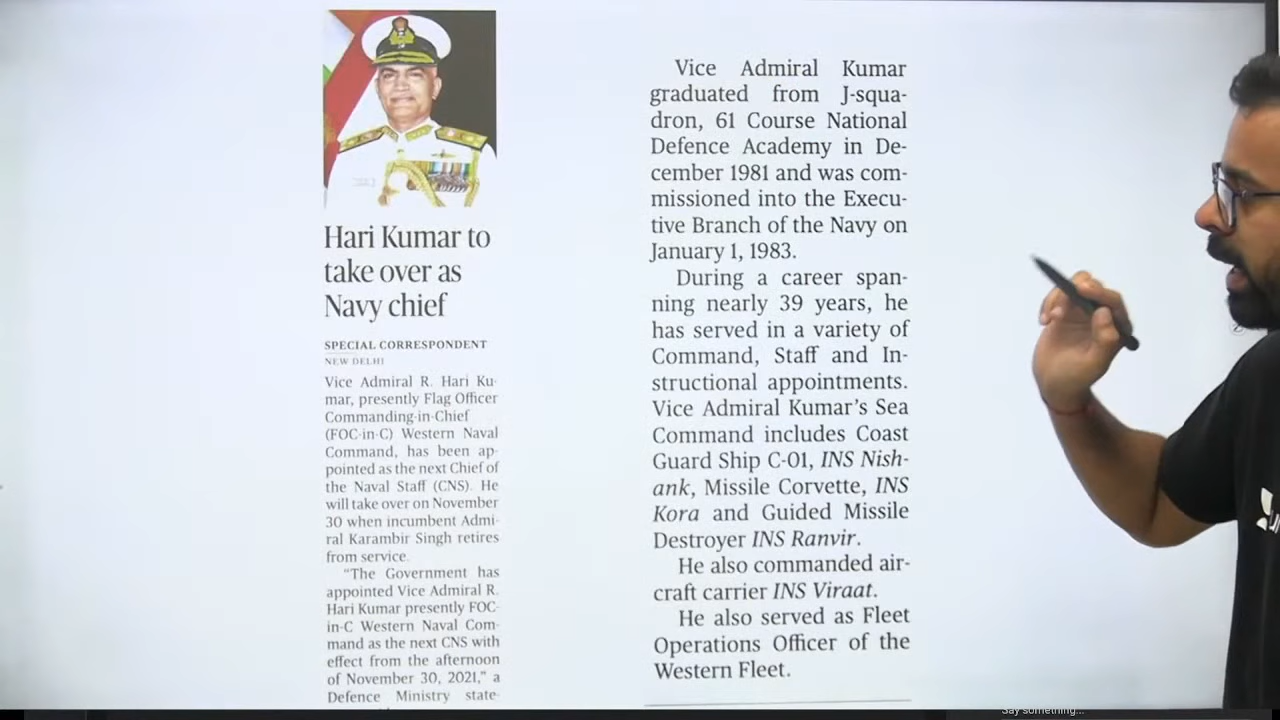 Hari Kumar to
take over as
Navy chief
SPECIAL CORRESPONDENT
NEW DELHI
Vice Admiral R. Hari Ku-
mar, presently Flag Officer
Commanding-in-Chief
(FOC-in-C) Western Naval
Command, has been ap-
pointed as the next Chief of
the Naval Staff (CNS). He
will take over on November
30 when incumbent Admi-
ral Karambir Singh retires
from service.
“The Government has
appointed Vice Admiral R.
Hari Kumar presently FOC-
in-C Western Naval Com-
mand as the next CNS with
effect from the afternoon
of November 30, 2021,” a
Defence Ministry state-
Vice Admiral Kumar
graduated from J-squa-
dron, 61 Course National
Defence Academy in De-
cember 1981 and was com-
missioned into the Execu-
tive Branch of the Navy on
January 1, 1983.
During a career span-
ning nearly 39 years, he
has served in a variety of
Command, Staff and In-
structional appointments.
Vice Admiral Kumar’s Sea
Command includes Coast
Guard Ship C-01, INS Nish-
ank, Missile Corvette, INS
Kora and Guided Missile
Destroyer INS Ranvir.
He also commanded air-
craft carrier INS Viraat.
He also served as Fleet
Operations Officer of the
Western Fleet.
Say something...